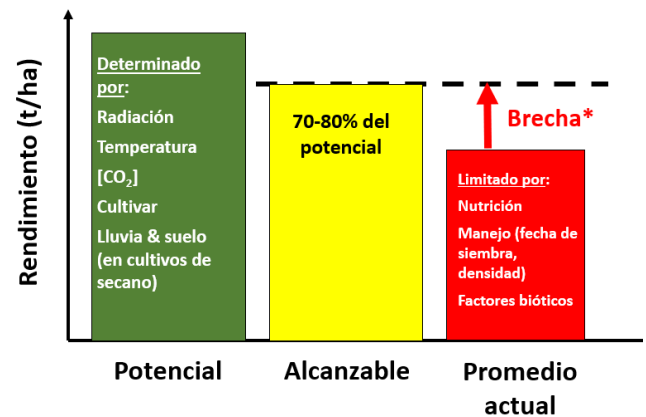 Rendimiento (t/ha)
Determinado
por:
Radiación
Temperatura
[CO₂]
Cultivar
Lluvia & suelo
(en cultivos de
secano)
70-80% del
potencial
Brecha*
Limitado por:
Nutrición
Manejo (fecha de
siembra,
densidad)
Factores bióticos
Potencial
Alcanzable
Promedio
actual